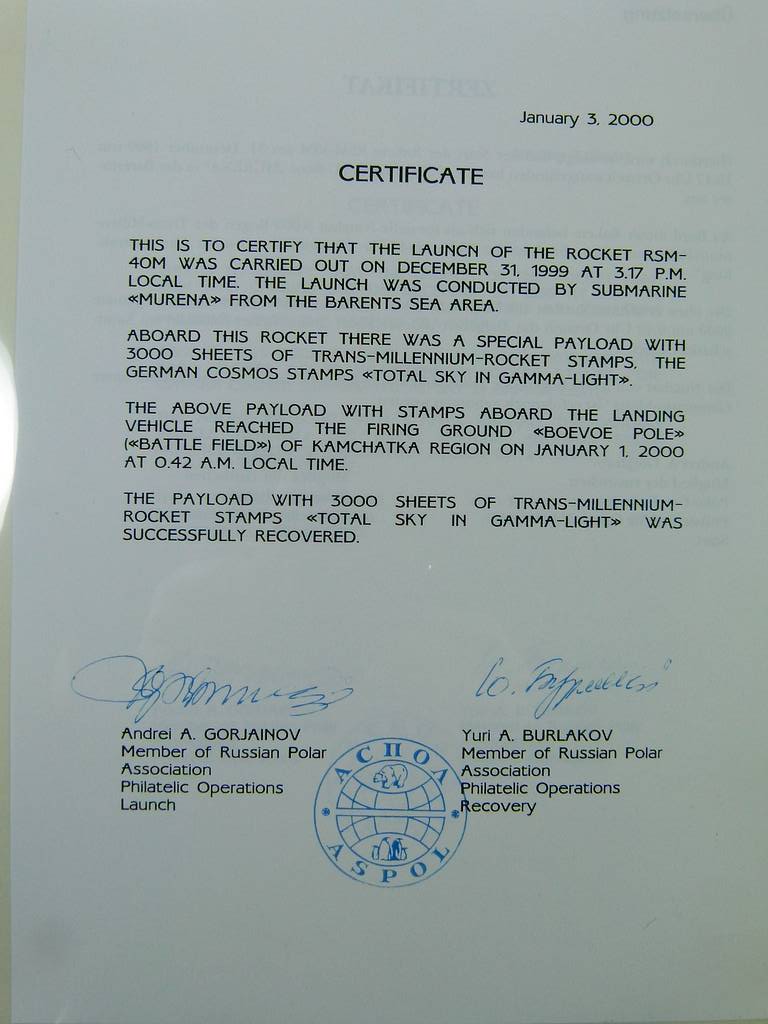 January 3, 2000
CERTIFICATE
THIS IS TO CERTIFY THAT THE LAUNCN OF THE ROCKET RSM-
40M WAS CARRIED OUT ON DECEMBER 31, 1999 AT 3.17 P.M.
LOCAL TIME. THE LAUNCH WAS CONDUCTED BY SUBMARINE
«MURENA» FROM THE BARENTS SEA AREA.
ABOARD THIS ROCKET THERE WAS A SPECIAL PAYLOAD WITH
3000 SHEETS OF TRANS-MILLENNIUM-ROCKET STAMPS, THE
GERMAN COSMOS STAMPS «TOTAL SKY IN GAMMA-LIGHT».
THE ABOVE PAYLOAD WITH STAMPS ABOARD THE LANDING
VEHICLE REACHED THE FIRING GROUND «BOEVOE POLE»
(«BATTLE FIELD») OF KAMCHATKA REGION ON JANUARY 1, 2000
AT 0.42 A.M. LOCAL TIME.
THE PAYLOAD WITH 3000 SHEETS OF TRANS-MILLENNIUM-
ROCKET STAMPS «TOTAL SKY IN GAMMA-LIGHT» WAS
SUCCESSFULLY RECOVERED.
Andrei A. GORJAINOV
Member of Russian Polar
Association
Philatelic Operations
Launch
Yuri A. BURLAKOV
Member of Russian Polar
Association
Philatelic Operations
Recovery
АСПОЛ
ASPOL